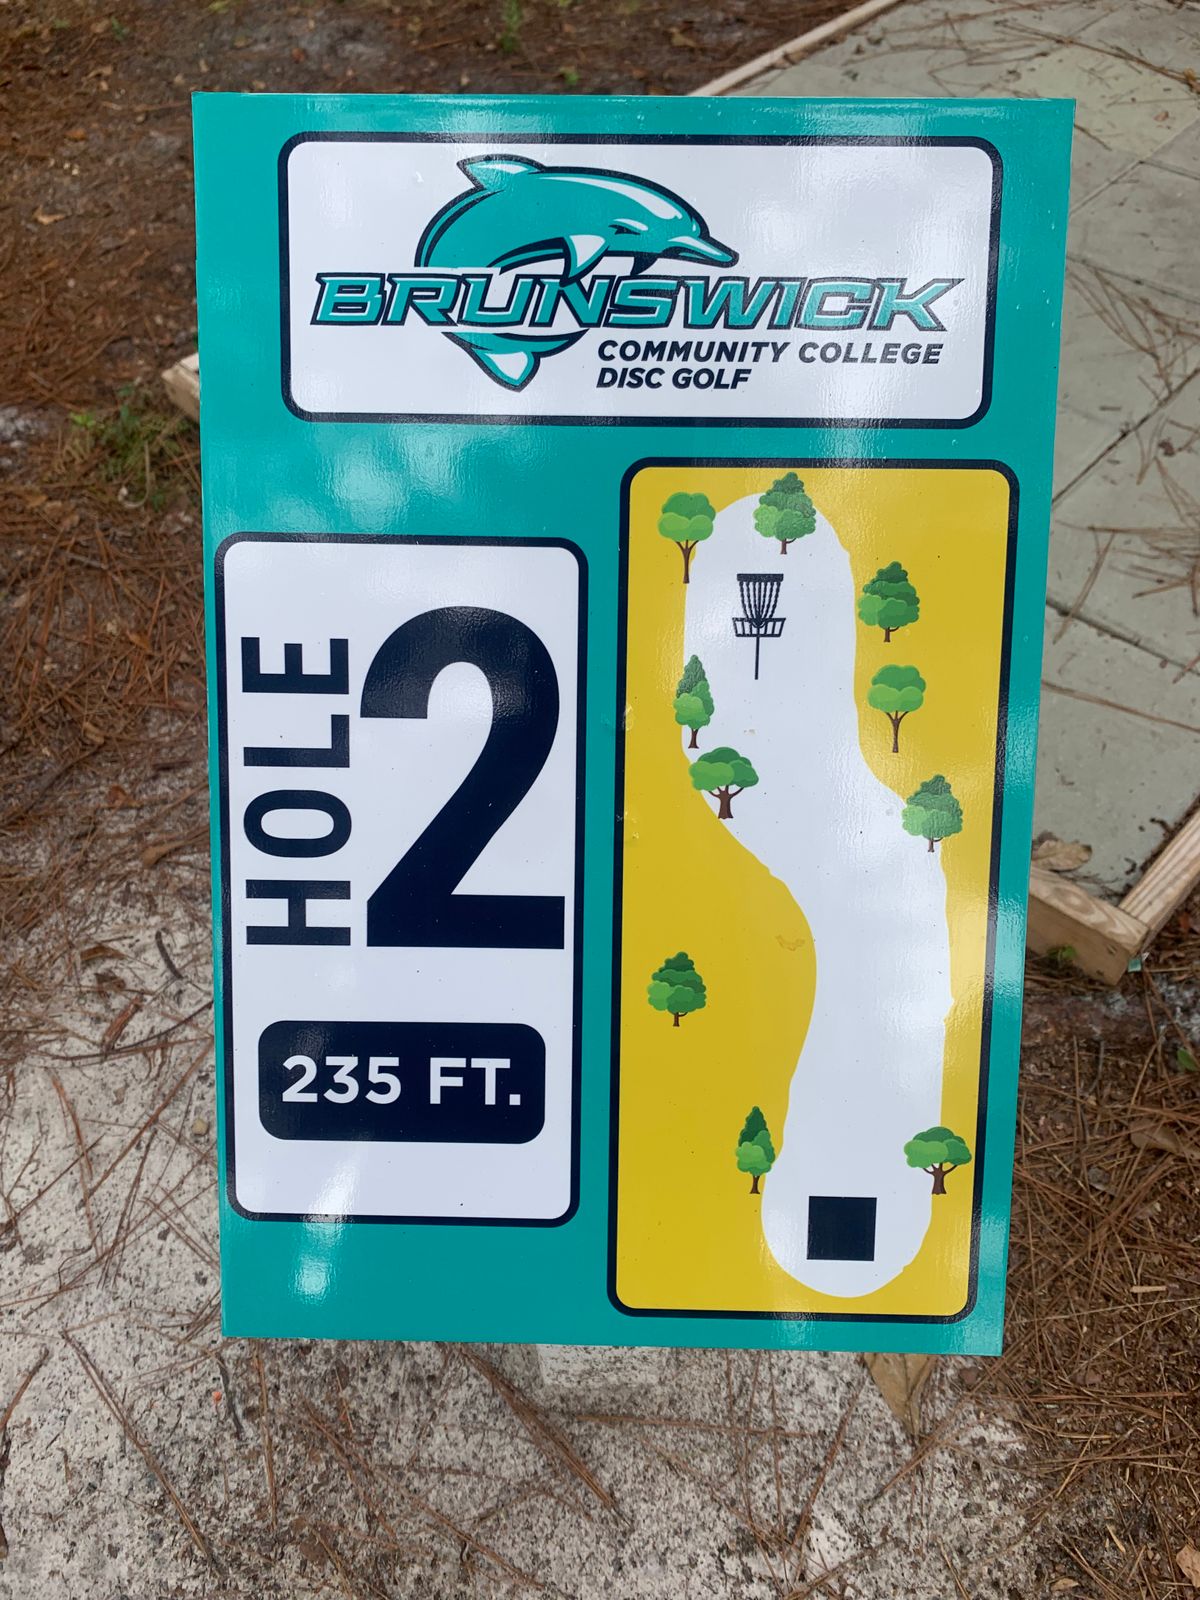 BRUNSWICK
COMMUNITY COLLEGE
DISC GOLF
HOLE
2
235 FT.